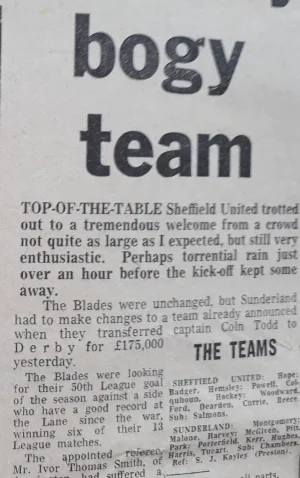 bogy
team
TOP-OF-THE-TABLE Sheffield United trotted
out to a tremendous welcome from a crowd
not quite as large as I expected, but still very
enthusiastic. Perhaps torrential rain just
over an hour before the kick-off kept some
away.
The Blades were unchanged, but Sunderland
had to make changes to a team already announced
when they transferred captain Coln Todd to
Derby for £175,000
yesterday.
The Blades were looking
for their 50th League goal
of the season against a side
who have a good record at
the Lane since the war,
winning six of their 13
League matches.
The appointed referee,
Mr. Ivor Thomas Smith, of
had suffered a
THE TEAMS
SHEFFIELD UNITED: Hope;
Badger, Hemsley; Powell, Col-
quhoun, Hockey; Woodward,
Ford, Dearden, Currie, Reece.
Sub: Salmons.
SUNDERLAND: Montgomery;
Malone, Harvey; McGiven, Pitt,
Park; Porterfield, Kerr, Hughes,
Harris, Tueart. Sub: Chambers.
Ref: S. J. Kayley (Preston).
parts.